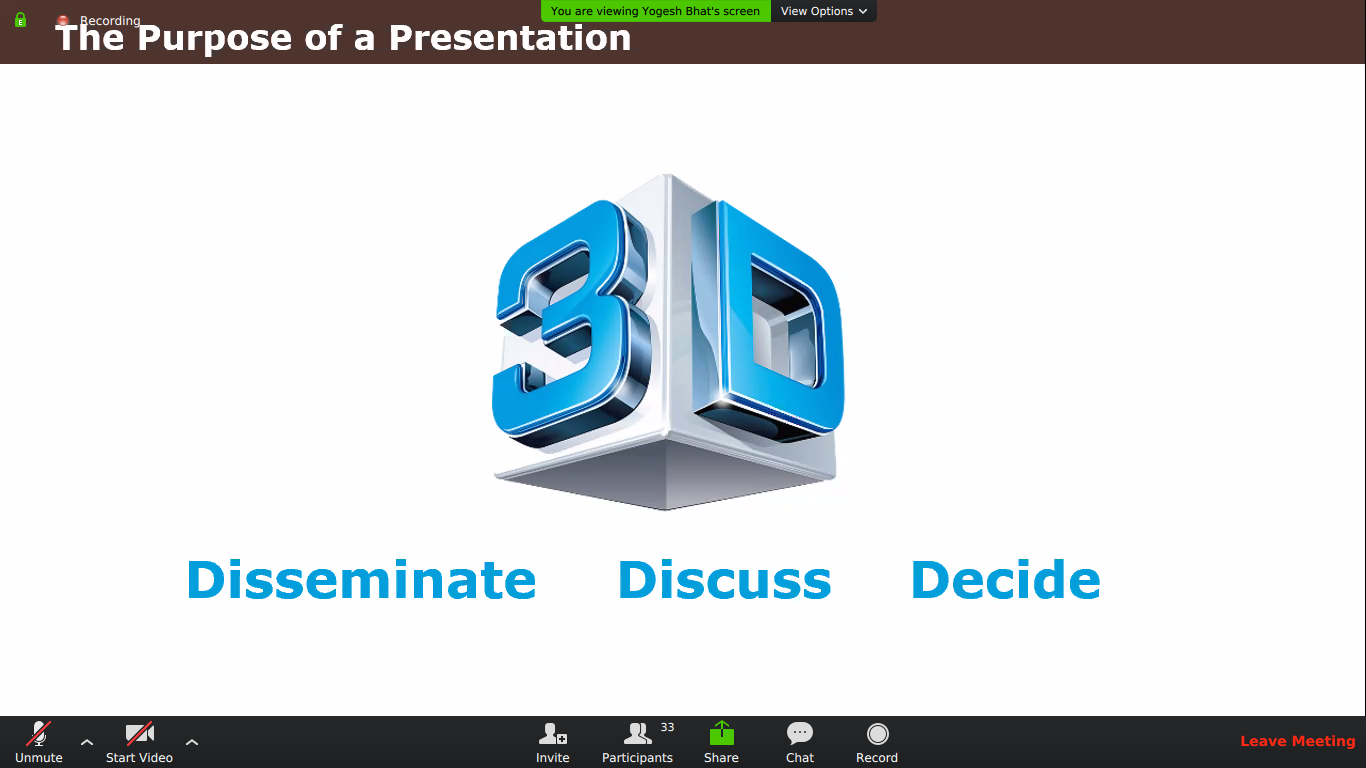 E
Recording
You are viewing Yogesh Bhat's screen View Options
The Purpose of a Presentation
3D
Disseminate Discuss Decide
33
Unmute Start Video Invite Participants Share Chat Record Leave Meeting